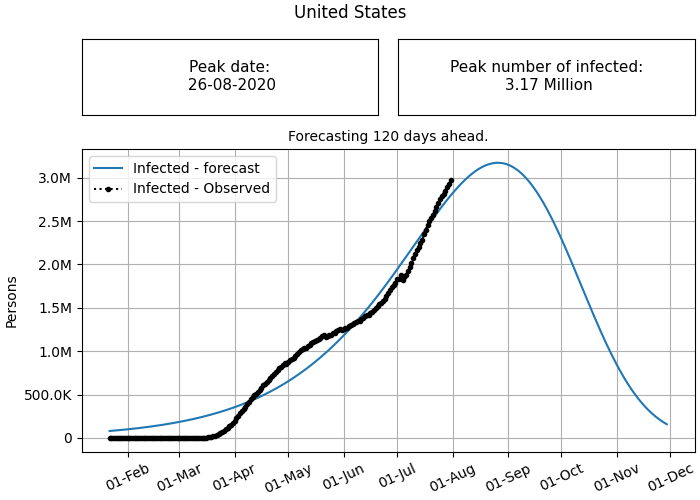 United States
Peak date:
26-08-2020
Peak number of infected:
3.17 Million
Forecasting 120 days ahead.
Infected - forecast
Infected - Observed
3.0M
2.5M
2.0M
1.5M
1.0M
500.0K
0
Persons
01-Feb
01-Mar
01-Apr
01-May
01-Jun
01-Jul
01-Aug
01-Sep
01-Oct
01-Nov
01-Dec